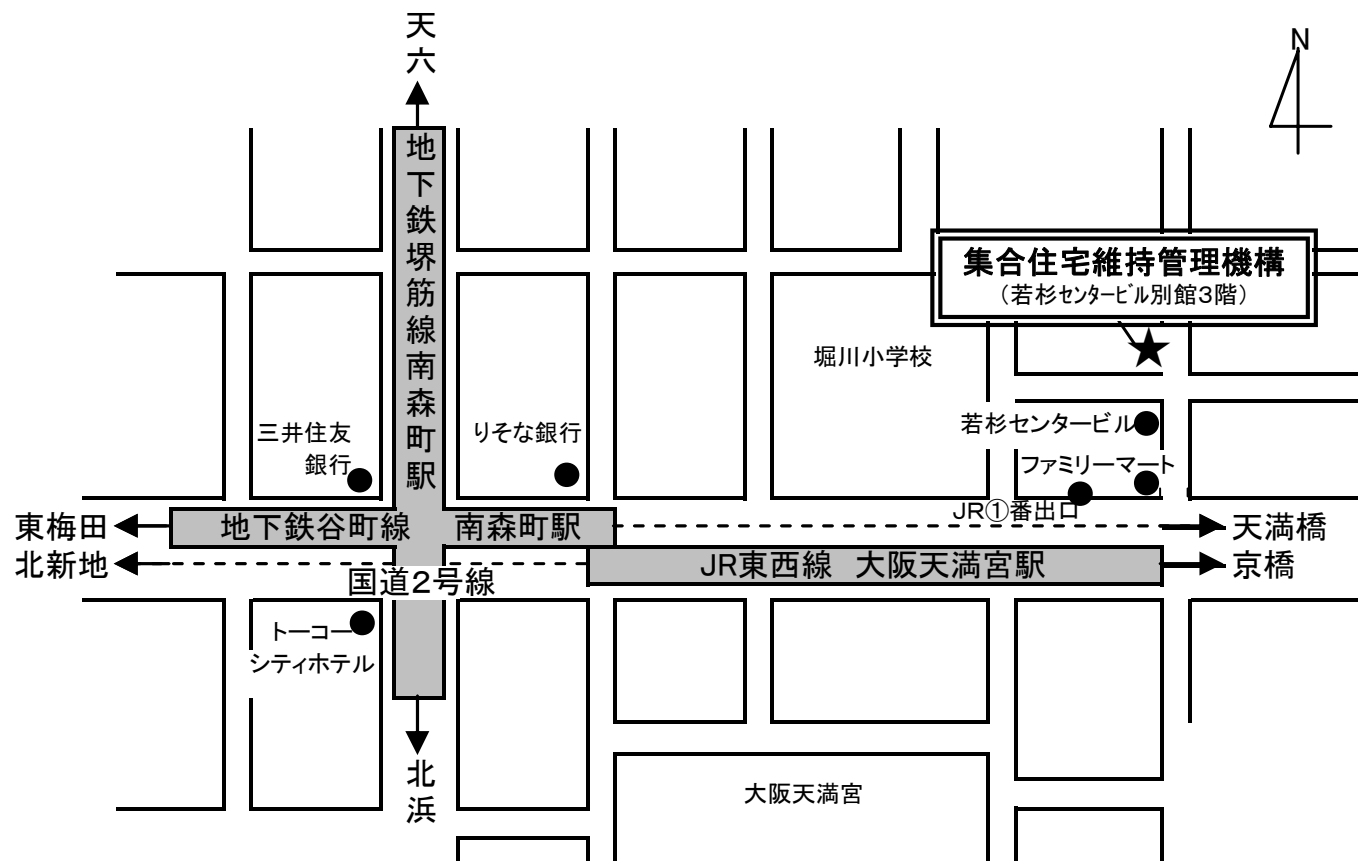 天六
N
地下鉄堺筋線南森町駅
集合住宅維持管理機構
(若杉センタービル別館3階)
堀川小学校
三井住友
銀行
りそな銀行
若杉センタービル
ファミリーマート
JR①番出口
東梅田
地下鉄谷町線 南森町駅
天満橋
北新地
JR東西線 大阪天満宮駅
京橋
国道2号線
トーコー
シティホテル
北浜
大阪天満宮